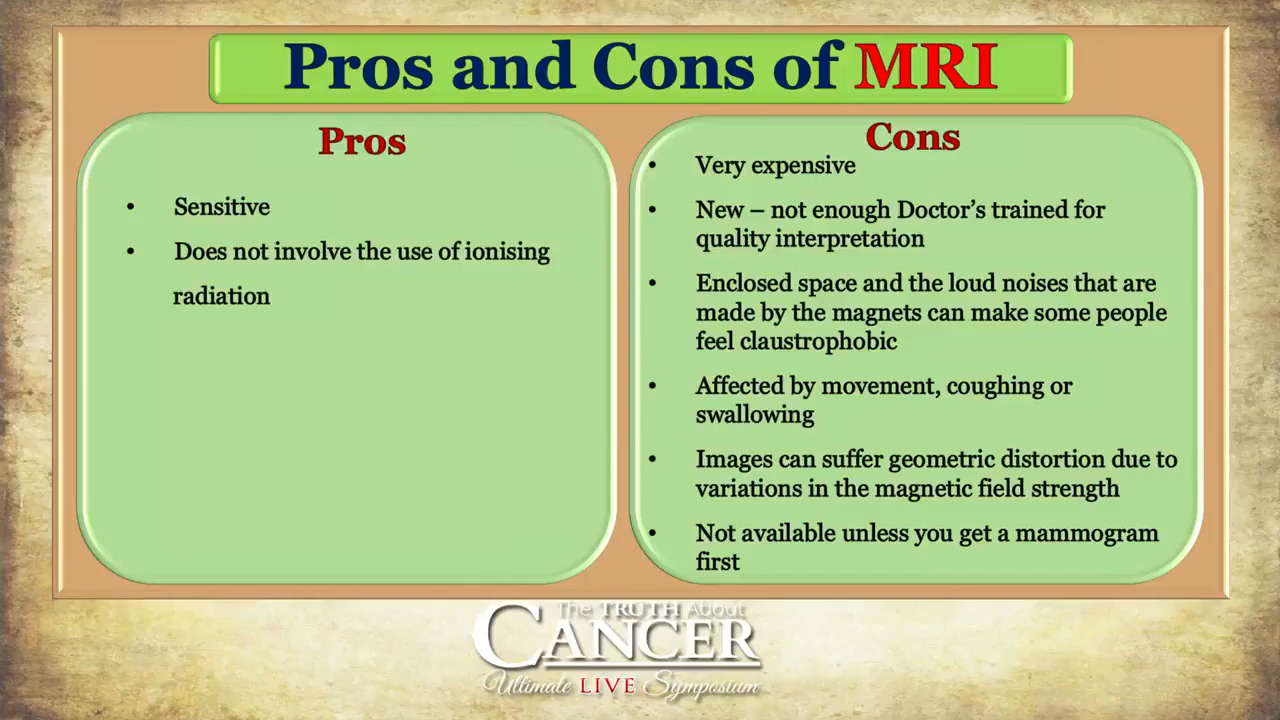 Pros and Cons of MRI
Pros
• Sensitive
• Does not involve the use of ionising
radiation
Cons
• Very expensive
• New – not enough Doctor’s trained for
quality interpretation
• Enclosed space and the loud noises that are
made by the magnets can make some people
feel claustrophobic
• Affected by movement, coughing or
swallowing
• Images can suffer geometric distortion due to
variations in the magnetic field strength
• Not available unless you get a mammogram
first
The TRUTH About
CANCER
Ultimate LIVE Symposium